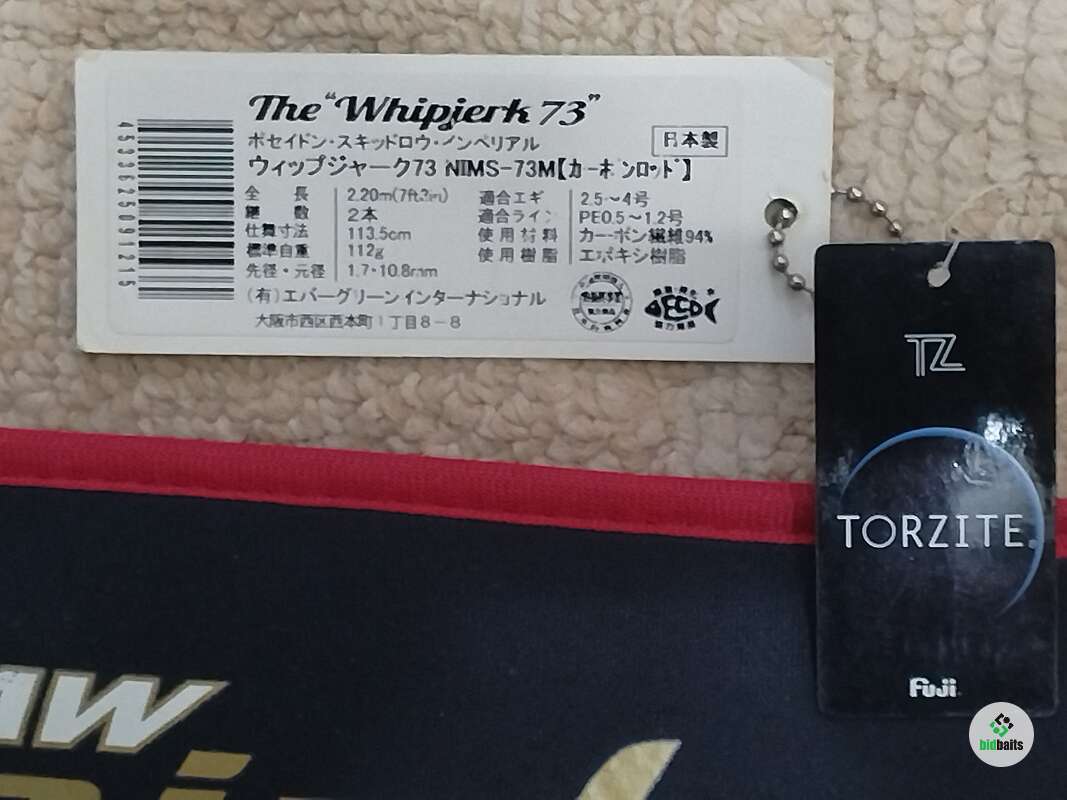 The "Whipjerk 73"
ポセイドン・スキッドロウ・インペリアル
日本製
ウィップジャーク73 NIMS-73M【カーボンロッド】
全長 2.20m(7ft.3in) 適合エギ 2.5~4号
継数 2本 適合ライン PE0.5~1.2号
仕舞寸法 113.5cm 使用材料 カーボン繊維94%
標準自重 112g 使用樹脂 エポキシ樹脂
先径・元径 1.7・10.8mm
(有)エバーグリーンインターナショナル
大阪市西区西本町1丁目8-8
4533625091215
ECO
TZ
TORZITE
Fuji
AW
bidbaits